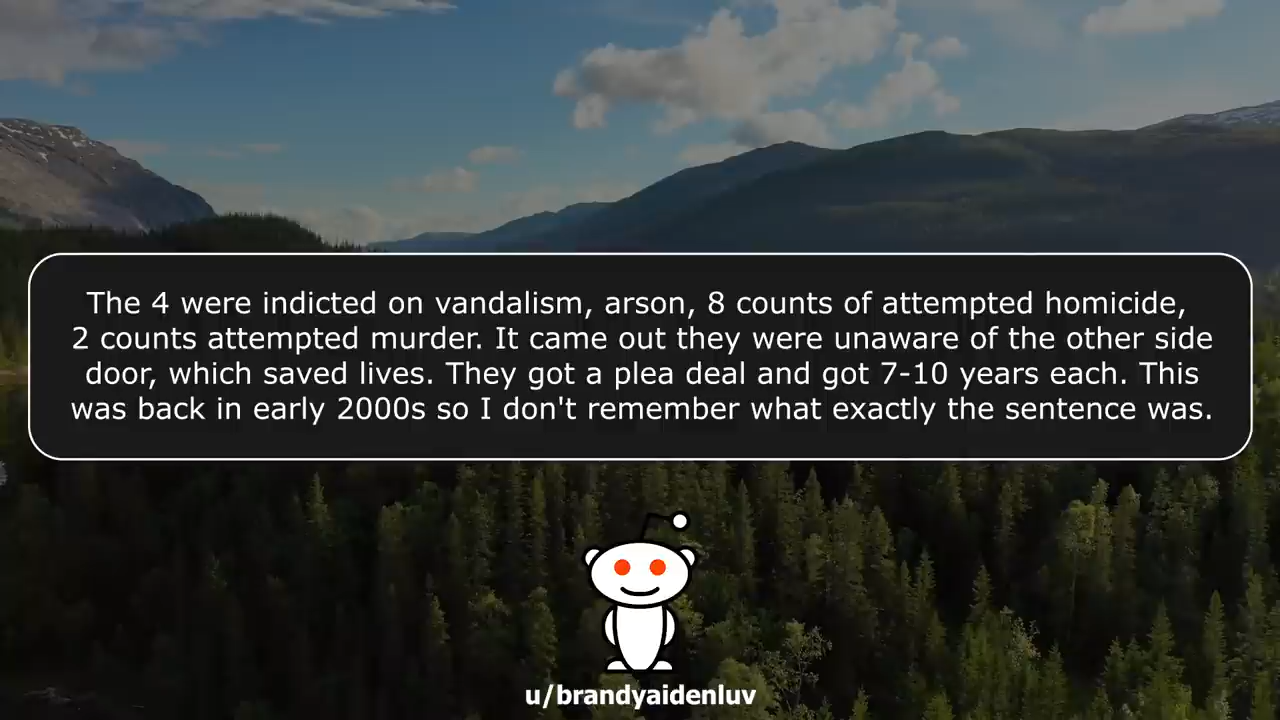 The 4 were indicted on vandalism, arson, 8 counts of attempted homicide,
2 counts attempted murder. It came out they were unaware of the other side
door, which saved lives. They got a plea deal and got 7-10 years each. This
was back in early 2000s so I don't remember what exactly the sentence was.
u/brandyaidenluv